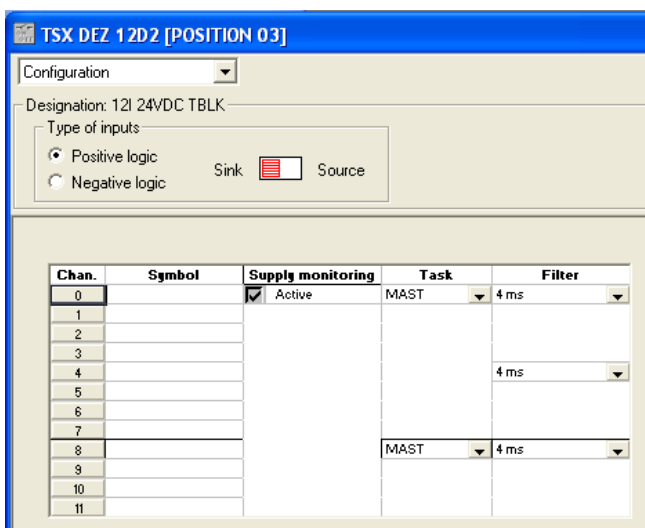 TSX DEZ 12D2 [POSITION 03]
Configuration
Designation: 12I 24VDC TBLK
Type of inputs
Positive logic
Negative logic
Sink Source
Chan. Symbol Supply monitoring Task Filter
0 Active MAST 4 ms
1
2
3
4 4 ms
5
6
7
8 MAST 4 ms
9
10
11